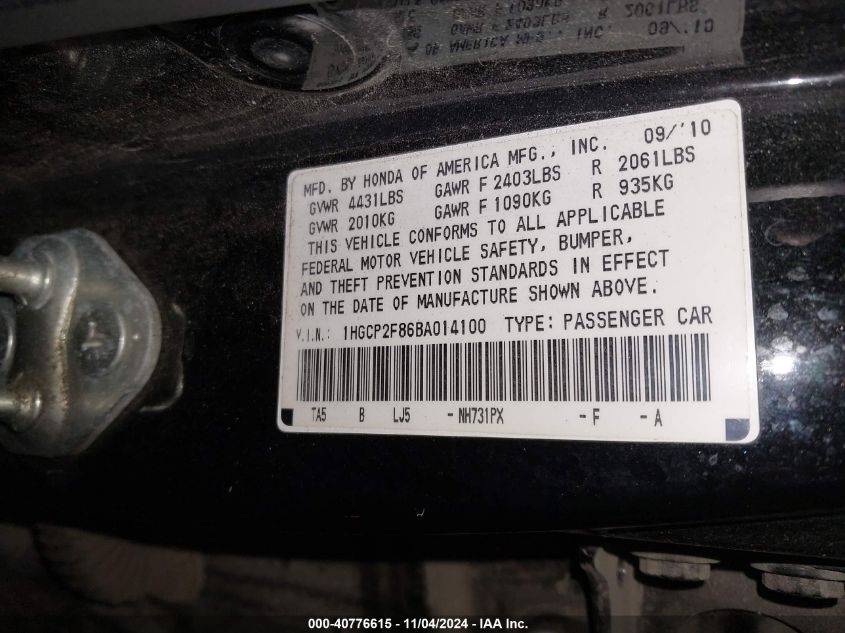 MFD. BY HONDA OF AMERICA MFG., INC. 09/'10
GVWR 4431LBS GAWR F 2403LBS R 2061LBS
GVWR 2010KG GAWR F 1090KG R 935KG
THIS VEHICLE CONFORMS TO ALL APPLICABLE
FEDERAL MOTOR VEHICLE SAFETY, BUMPER,
AND THEFT PREVENTION STANDARDS IN EFFECT
ON THE DATE OF MANUFACTURE SHOWN ABOVE.
V.I.N.: 1HGCP2F86BA014100 TYPE: PASSENGER CAR
TA5 B LJ5 - NH731PX - F - A
000-40776615 - 11/04/2024 - IAA Inc.